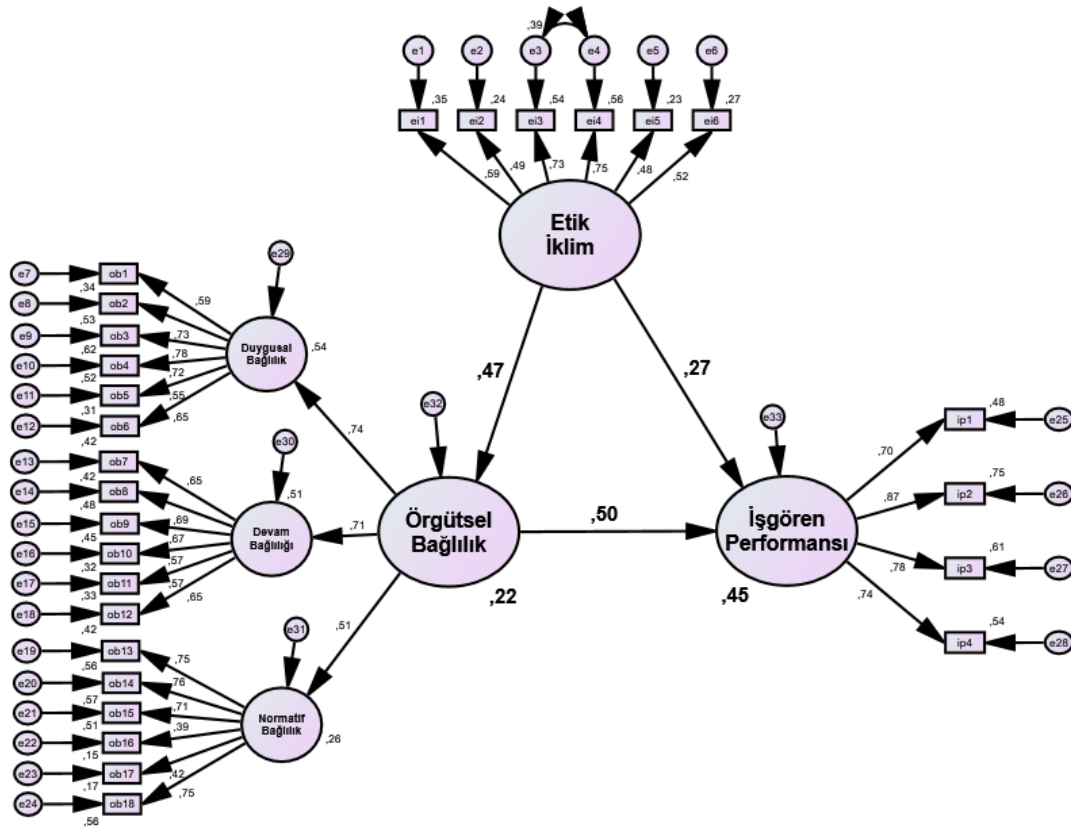 ,39
e1 e2 e3 e4 e5 e6
,35 ,24 ,54 ,56 ,23 ,27
ei1 ei2 ei3 ei4 ei5 ei6
,59 ,49 ,73 ,75 ,48 ,52
Etik
İklim
e29
e7 ob1
,34 ,59
e8 ob2
,53 ,73
e9 ob3
,62 ,78
e10 ob4
,52 ,72
e11 ob5
,31 ,55
e12 ob6
,42 ,65
Duygusal
Bağlılık
,54
,74
,47
,27
e32
e33
e30
e13 ob7
,42 ,65
e14 ob8
,48 ,69
e15 ob9
,45 ,67
e16 ob10
,32 ,57
e17 ob11
,33 ,57
e18 ob12
,42 ,65
,51
Devam
Bağlılığı
,71
Örgütsel
Bağlılık
,22
,50
İşgören
Performansı
,45
,48
ip1 e25
,70
,75
ip2 e26
,87
,61
ip3 e27
,78
,54
ip4 e28
,74
,51
e31
e19 ob13
,56 ,75
e20 ob14
,57 ,76
e21 ob15
,51 ,71
e22 ob16
,15 ,39
e23 ob17
,17 ,42
e24 ob18
,56 ,75
Normatif
Bağlılık
,26